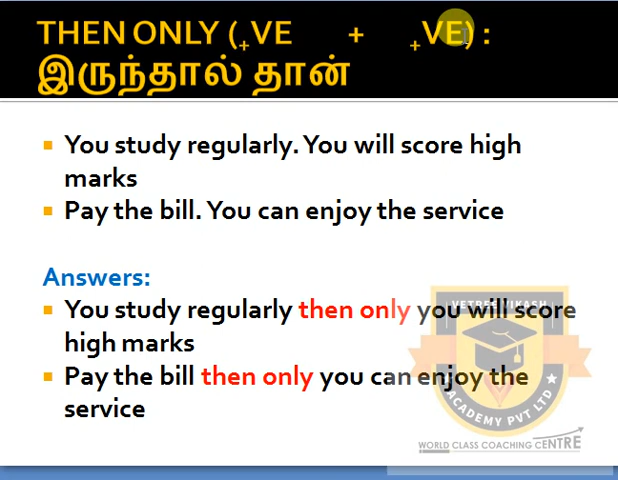 THEN ONLY (+VE + +VE) :
இருந்தால் தான்
You study regularly. You will score high
marks
Pay the bill. You can enjoy the service
Answers:
You study regularly then only you will score
high marks
Pay the bill then only you can enjoy the
service
VETREE VIKASH
ACADEMY PVT LTD
WORLD CLASS COACHING CENTRE